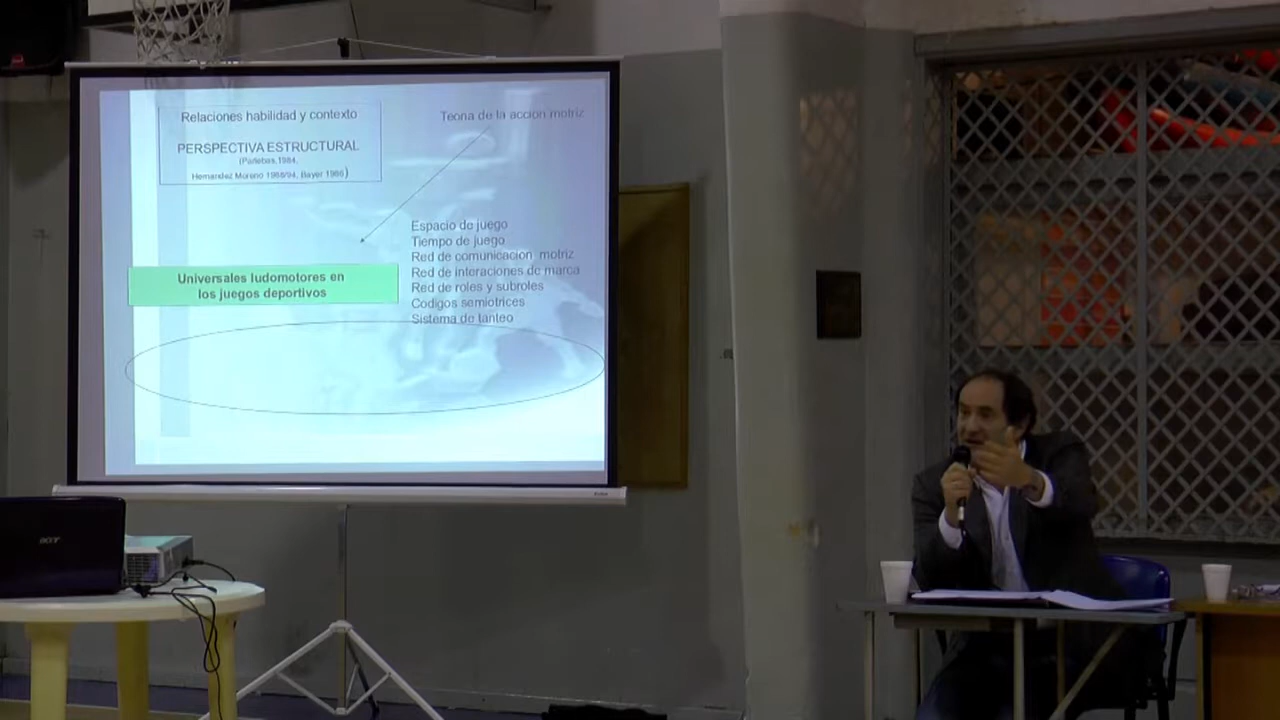 Relaciones habilidad y contexto
PERSPECTIVA ESTRUCTURAL
(Parlebas, 1984,
Hernandez Moreno 1988/94, Bayer 1986)
Teoria de la accion motriz
Espacio de juego
Tiempo de juego
Red de comunicacion motriz
Red de interaciones de marca
Red de roles y subroles
Codigos semiotrices
Sistema de tanteo
Universales ludomotores en
los juegos deportivos
acer